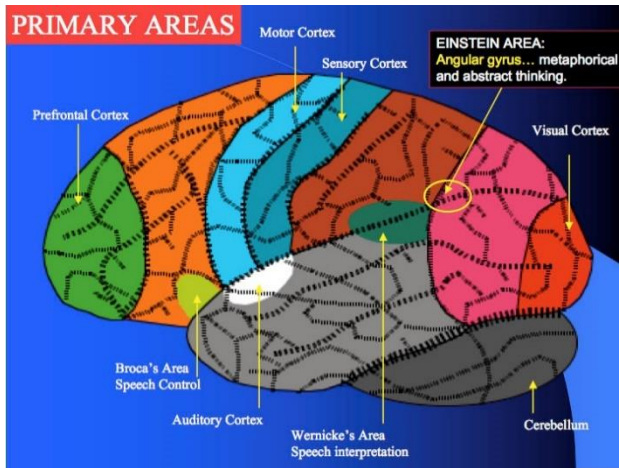 PRIMARY AREAS
Motor Cortex
EINSTEIN AREA:
Angular gyrus... metaphorical
and abstract thinking.
Sensory Cortex
Prefrontal Cortex
Visual Cortex
Broca's Area
Speech Control
Auditory Cortex
Wernicke's Area
Speech interpretation
Cerebellum